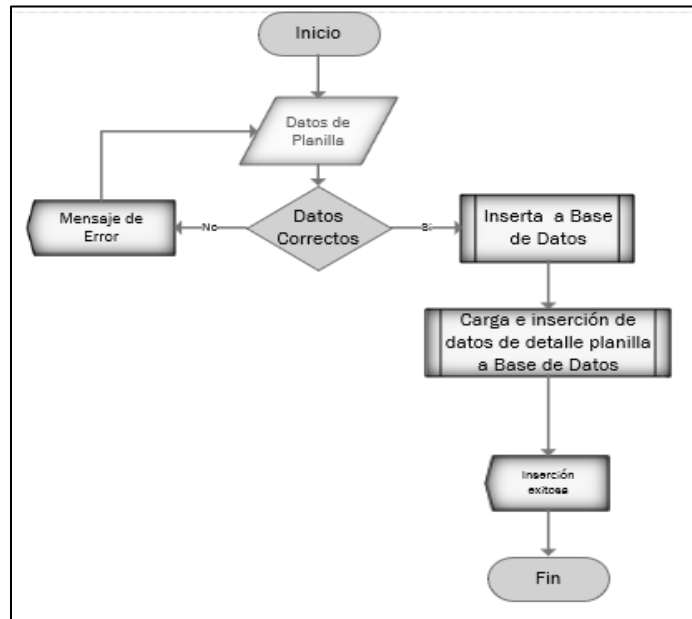 Inicio
Datos de
Planilla
Mensaje de
Error
No
Datos
Correctos
Si
Inserta a Base
de Datos
Carga e inserción de
datos de detalle planilla
a Base de Datos
Inserción
exitosa
Fin